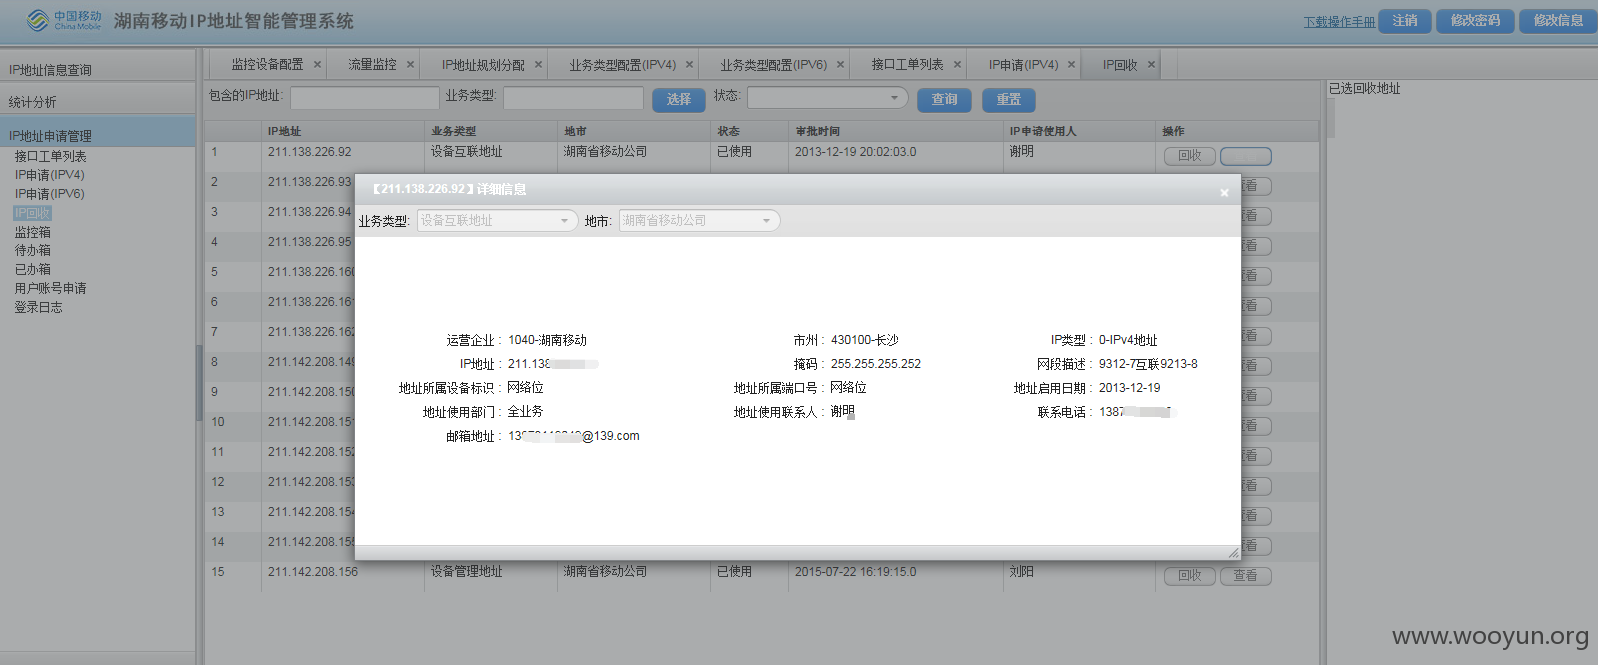 中国移动 China Mobile 湖南移动IP地址智能管理系统 下载操作手册 注销 修改密码 修改信息
IP地址信息查询
统计分析
IP地址申请管理
接口工单列表
IP申请(IPV4)
IP申请(IPV6)
IP回收
监控箱
待办箱
已办箱
用户账号申请
登录日志
监控设备配置 × 流量监控 × IP地址规划分配 × 业务类型配置(IPV4) × 业务类型配置(IPV6) × 接口工单列表 × IP申请(IPV4) × IP回收 ×
包含的IP地址: 业务类型: 选择 状态: 查询 重置
已选回收地址
IP地址 业务类型 地市 状态 审批时间 IP申请使用人 操作
1 211.138.226.92 设备互联地址 湖南省移动公司 已使用 2013-12-19 20:02:03.0 谢明 回收
2 211.138.226.93 查看
3 211.138.226.94 查看
4 211.138.226.95 查看
5 211.138.226.160 查看
6 211.138.226.161 查看
7 211.138.226.162 查看
8 211.142.208.149 查看
9 211.142.208.150 查看
10 211.142.208.151 查看
11 211.142.208.152 查看
12 211.142.208.153 查看
13 211.142.208.154 查看
14 211.142.208.155 查看
15 211.142.208.156 设备管理地址 湖南省移动公司 已使用 2015-07-22 16:19:15.0 刘阳 回收 查看
【211.138.226.92】详细信息 ×
业务类型: 设备互联地址 地市: 湖南省移动公司
运营企业: 1040-湖南移动 市州: 430100-长沙 IP类型: 0-IPv4地址
IP地址: 211.138 掩码: 255.255.255.252 网段描述: 9312-7互联9213-8
地址所属设备标识: 网络位 地址所属端口号: 网络位 地址启用日期: 2013-12-19
地址使用部门: 全业务 地址使用联系人: 谢明 联系电话: 1387
邮箱地址: 13 @139.com
www.wooyun.org